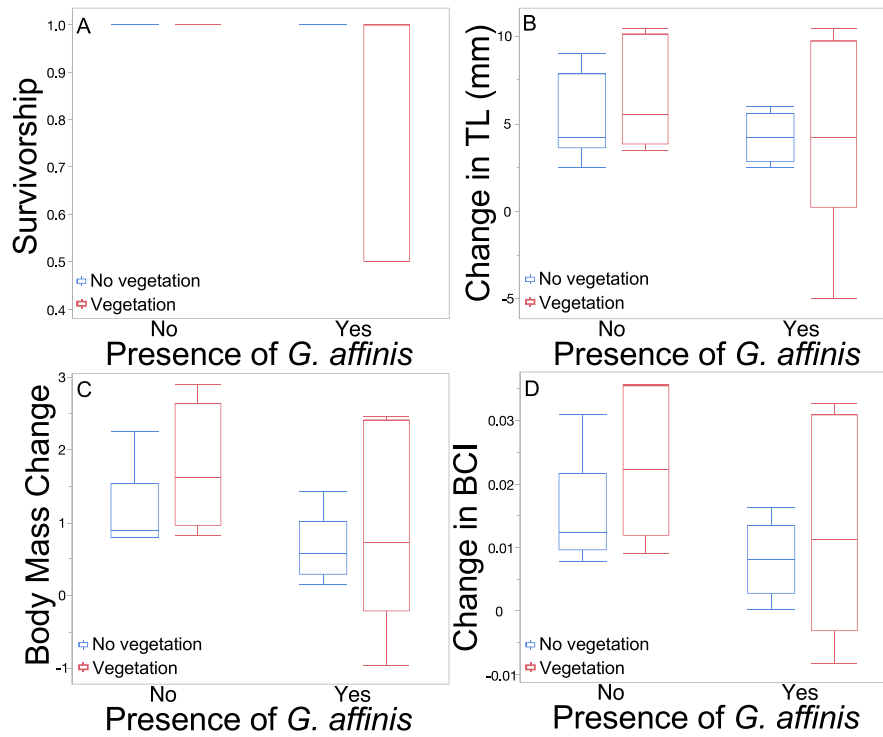 A
Survivorship
1.0
0.9
0.8
0.7
0.6
0.5
0.4
No vegetation
Vegetation
No
Yes
Presence of G. affinis
B
Change in TL (mm)
10
5
0
-5
No vegetation
Vegetation
No
Yes
Presence of G. affinis
C
Body Mass Change
3
2
1
0
-1
No vegetation
Vegetation
No
Yes
Presence of G. affinis
D
Change in BCI
0.03
0.02
0.01
0
-0.01
No vegetation
Vegetation
No
Yes
Presence of G. affinis